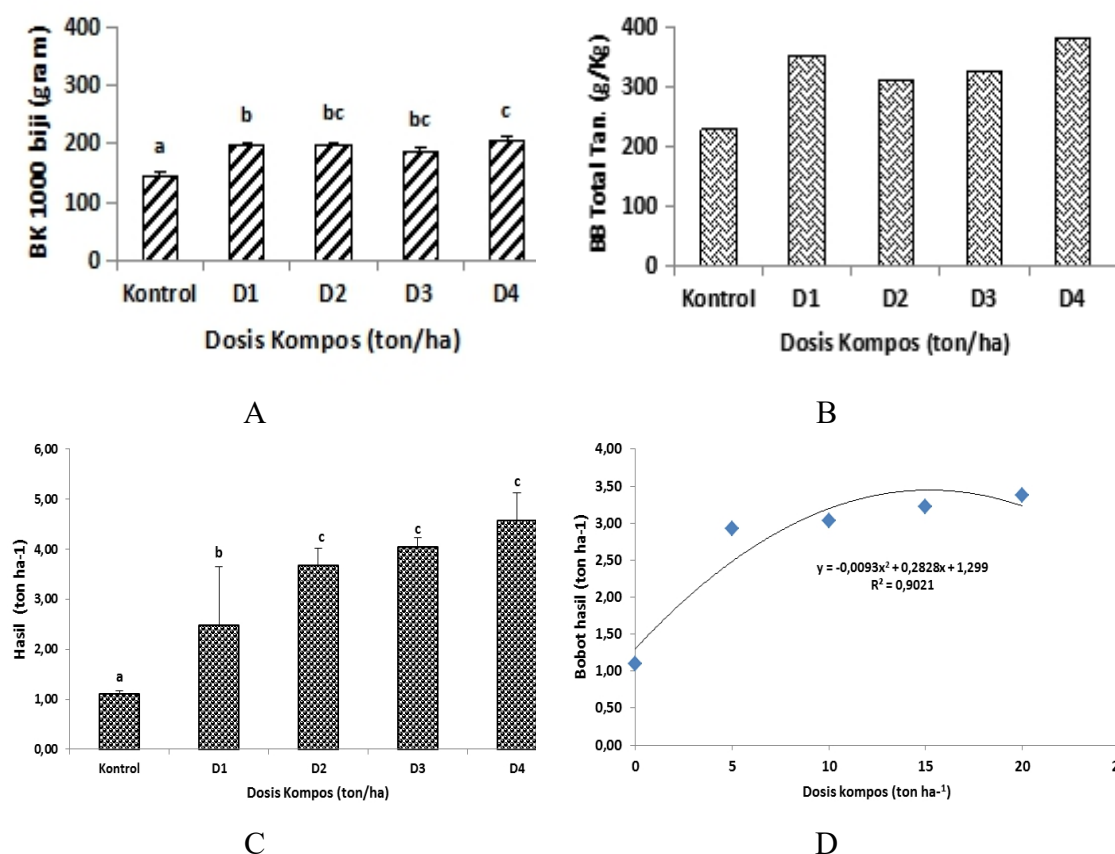 BK 1000 biji (gram)
400
300
200
100
0
a
b
bc
bc
c
Kontrol D1 D2 D3 D4
Dosis Kompos (ton/ha)
A
BB Total Tan. (g/Kg)
400
300
200
100
0
Kontrol D1 D2 D3 D4
Dosis Kompos (ton/ha)
B
Hasil (ton ha-1)
6,00
5,00
4,00
3,00
2,00
1,00
0,00
a
b
c
c
c
Kontrol D1 D2 D3 D4
Dosis Kompos (ton/ha)
C
Bobot hasil (ton ha-1)
4,00
3,50
3,00
2,50
2,00
1,50
1,00
0,50
0,00
y = -0,0093x² + 0,2828x + 1,299
R² = 0,9021
0 5 10 15 20
Dosis kompos (ton ha-¹)
D